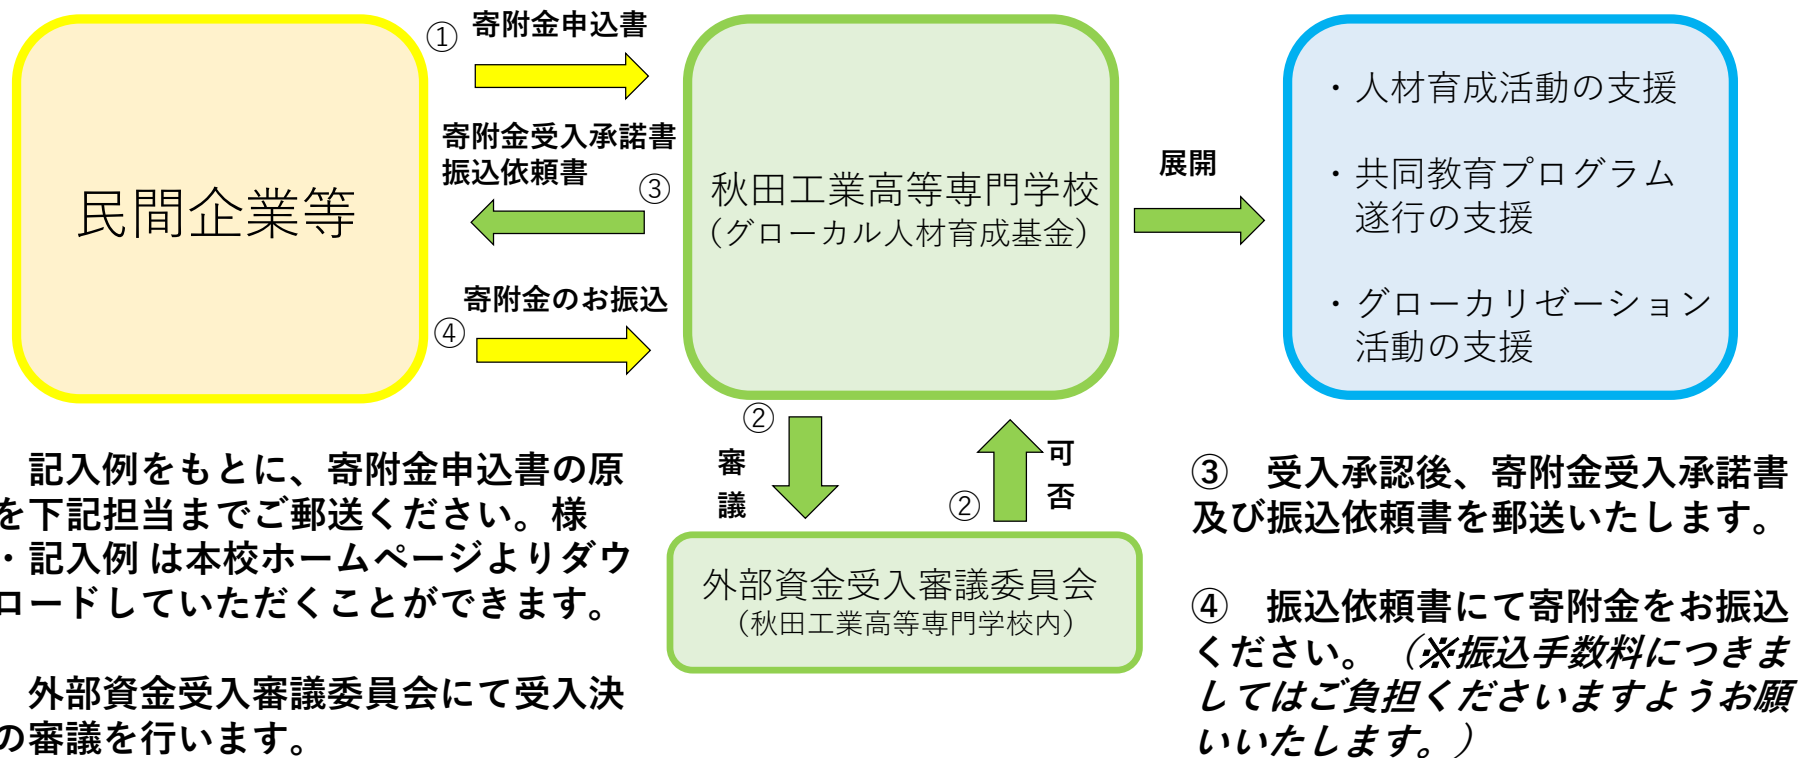 ① 寄附金申込書
民間企業等
寄附金受入承諾書
振込依頼書
③
寄附金のお振込
④
秋田工業高等専門学校
（グローカル人材育成基金）
展開
・人材育成活動の支援
・共同教育プログラム
遂行の支援
・グローカリゼーション
活動の支援
②
審議
②
可否
外部資金受入審議委員会
（秋田工業高等専門学校内）
記入例をもとに、寄附金申込書の原
を下記担当までご郵送ください。様
・記入例 は本校ホームページよりダウ
ロードしていただくことができます。
外部資金受入審議委員会にて受入決
の審議を行います。
③　受入承認後、寄附金受入承諾書
及び振込依頼書を郵送いたします。
④　振込依頼書にて寄附金をお振込
ください。（※振込手数料につきま
してはご負担くださいますようお願
いいたします。）